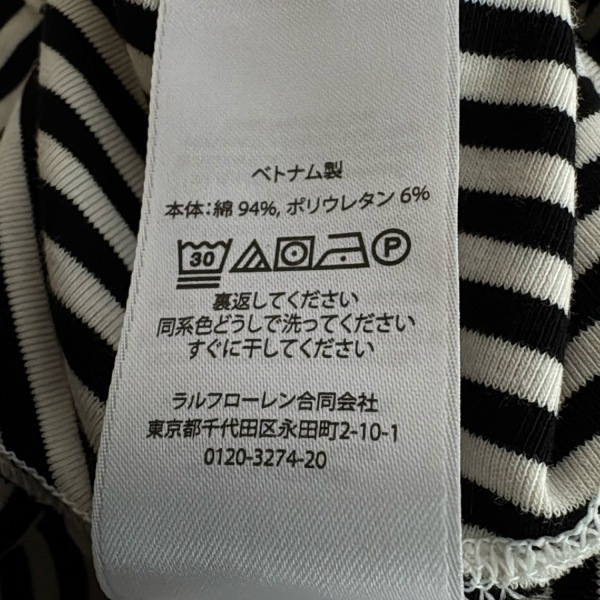 ベトナム製
本体：綿 94%, ポリウレタン 6%
30 P
裏返してください
同系色どうしで洗ってください
すぐに干してください
ラルフローレン合同会社
東京都千代田区永田町2-10-1
0120-3274-20